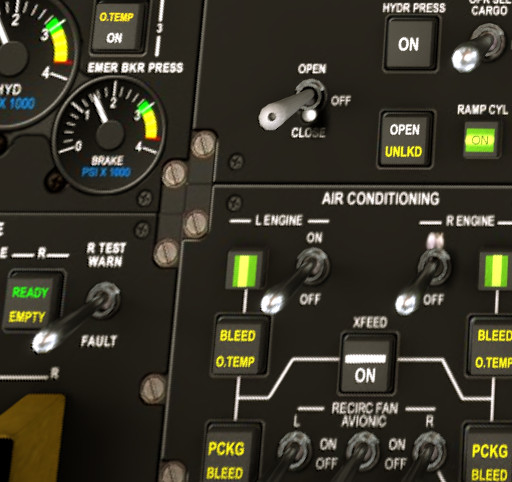 HYDR PRESS
CARGO
O.TEMP
ON
3
ON
2
3
4
HYD
X 1000
EMER BKR PRESS
OPEN
OFF
CLOSE
RAMP CYL
ON
OPEN
UNLKD
0
1
2
3
4
BRAKE
PSI X 1000
AIR CONDITIONING
L ENGINE
R ENGINE
ON
OFF
OFF
E
R
R TEST
WARN
READY
EMPTY
FAULT
R
BLEED
O.TEMP
XFEED
ON
BLEED
O.TEMP
RECIRC FAN
L
AVIONIC
R
ON
OFF
ON
OFF
PCKG
BLEED
PCKG
BLEED